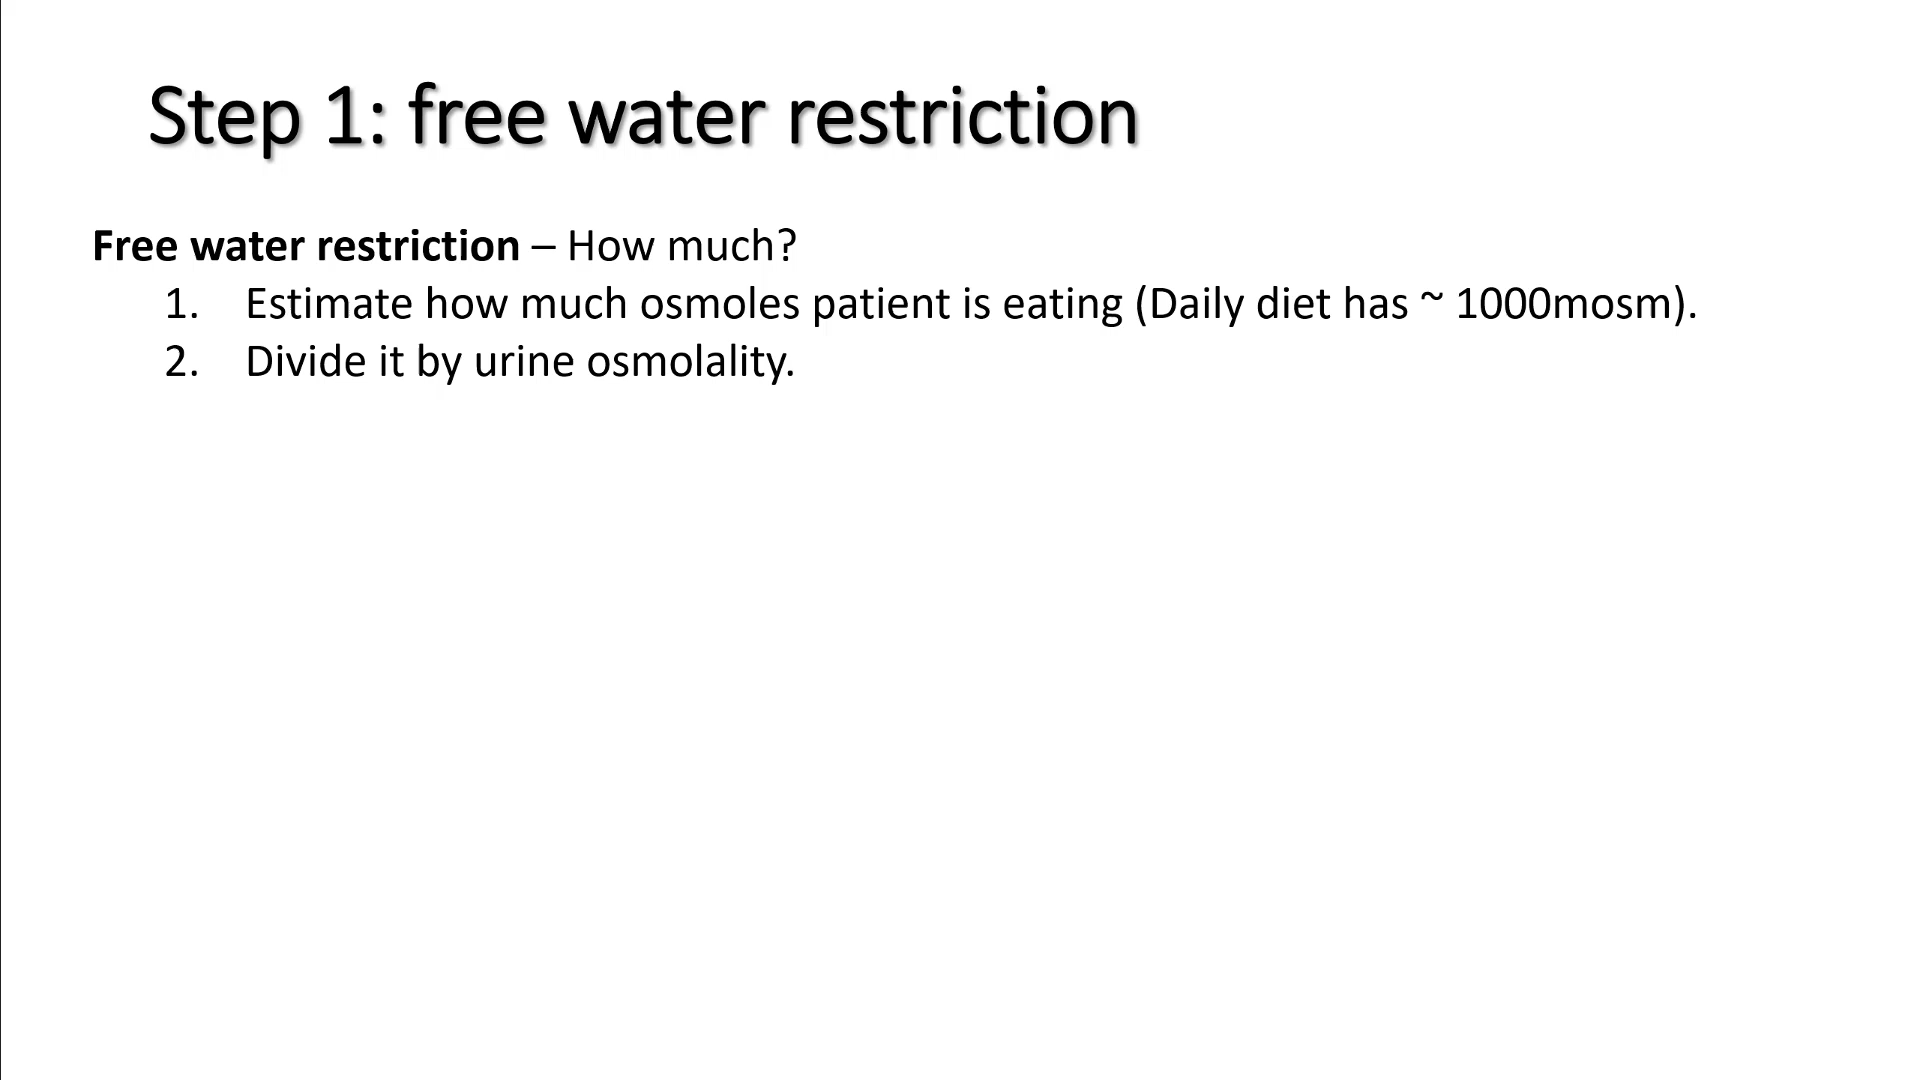 Step 1: free water restriction
Free water restriction – How much?
1. Estimate how much osmoles patient is eating (Daily diet has ~ 1000mosm).
2. Divide it by urine osmolality.